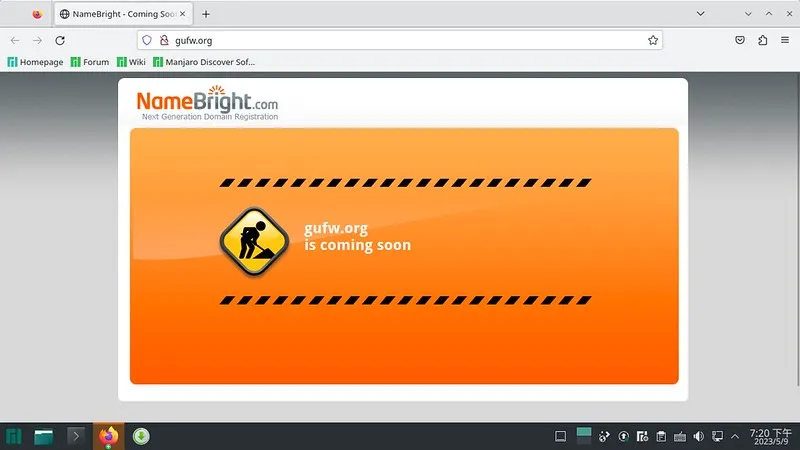 NameBright - Coming Soon
gufw.org
Homepage Forum Wiki Manjaro Discover Sof...
NameBright.com
Next Generation Domain Registration
gufw.org
is coming soon
7:20 下午
2023/5/9